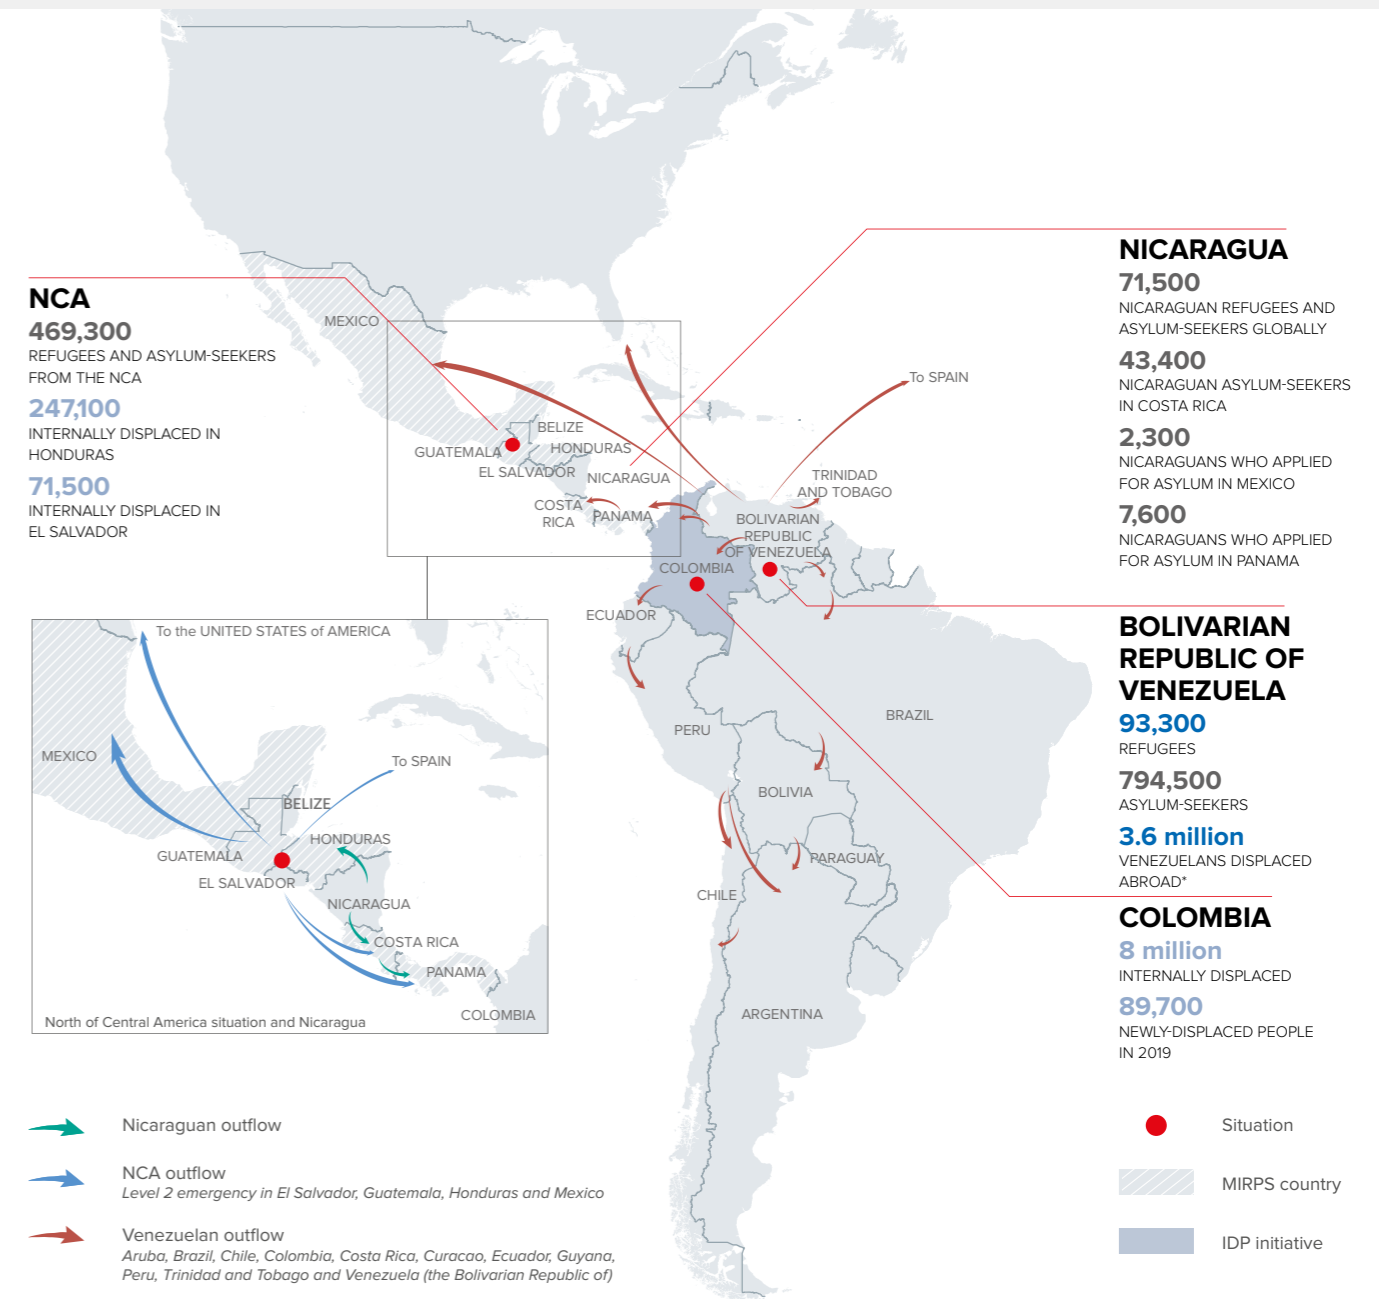 NCA
469,300
REFUGEES AND ASYLUM-SEEKERS
FROM THE NCA
247,100
INTERNALLY DISPLACED IN
HONDURAS
71,500
INTERNALLY DISPLACED IN
EL SALVADOR
MEXICO
BELIZE
GUATEMALA
HONDURAS
EL SALVADOR
NICARAGUA
COSTA
RICA
PANAMA
To SPAIN
TRINIDAD
AND TOBAGO
BOLIVARIAN
REPUBLIC
OF VENEZUELA
COLOMBIA
ECUADOR
PERU
BRAZIL
BOLIVIA
PARAGUAY
CHILE
ARGENTINA
NICARAGUA
71,500
NICARAGUAN REFUGEES AND
ASYLUM-SEEKERS GLOBALLY
43,400
NICARAGUAN ASYLUM-SEEKERS
IN COSTA RICA
2,300
NICARAGUANS WHO APPLIED
FOR ASYLUM IN MEXICO
7,600
NICARAGUANS WHO APPLIED
FOR ASYLUM IN PANAMA
BOLIVARIAN
REPUBLIC OF
VENEZUELA
93,300
REFUGEES
794,500
ASYLUM-SEEKERS
3.6 million
VENEZUELANS DISPLACED
ABROAD*
COLOMBIA
8 million
INTERNALLY DISPLACED
89,700
NEWLY-DISPLACED PEOPLE
IN 2019
To the UNITED STATES of AMERICA
MEXICO
To SPAIN
BELIZE
HONDURAS
GUATEMALA
EL SALVADOR
NICARAGUA
COSTA RICA
PANAMA
COLOMBIA
North of Central America situation and Nicaragua
Nicaraguan outflow
NCA outflow
Level 2 emergency in El Salvador, Guatemala, Honduras and Mexico
Venezuelan outflow
Aruba, Brazil, Chile, Colombia, Costa Rica, Curacao, Ecuador, Guyana,
Peru, Trinidad and Tobago and Venezuela (the Bolivarian Republic of)
Situation
MIRPS country
IDP initiative